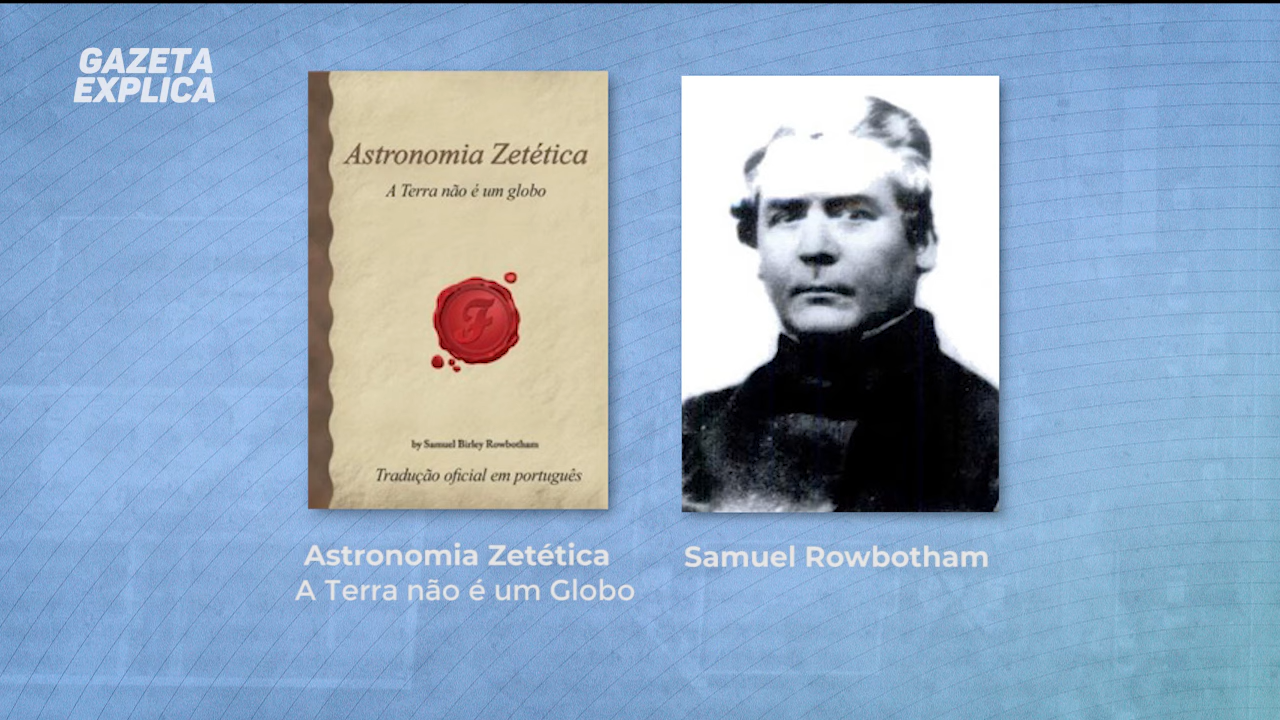 GAZETA
EXPLICA
Astronomia Zetética
A Terra não é um globo
F
by Samuel Birley Rowbotham
Tradução oficial em português
Astronomia Zetética
A Terra não é um Globo
Samuel Rowbotham